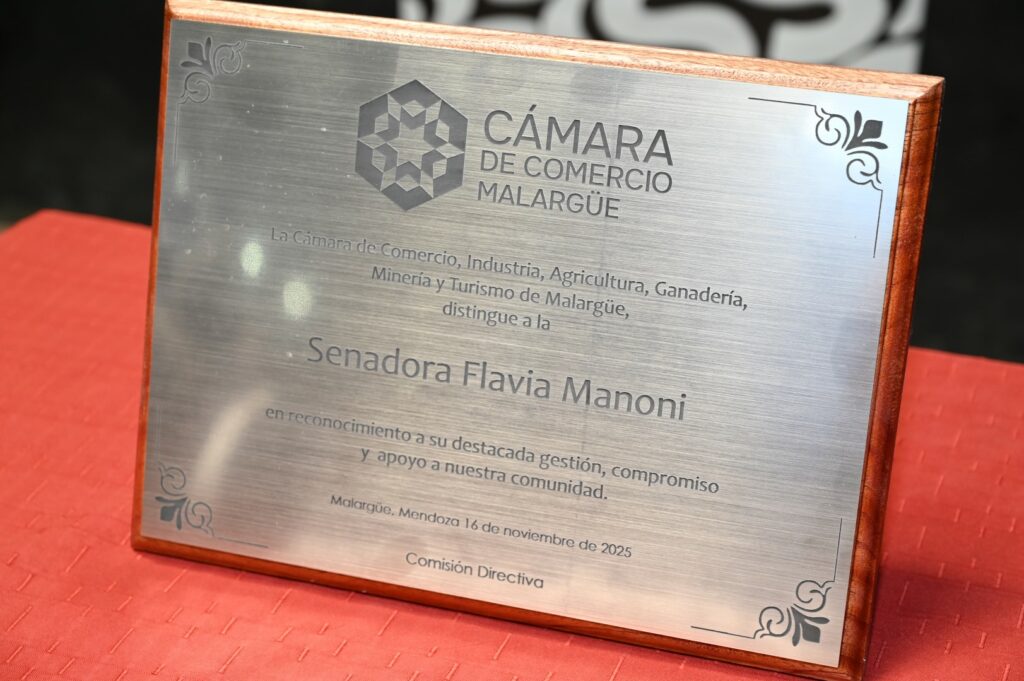 CÁMARA
DE COMERCIO
MALARGÜE
La Cámara de Comercio, Industria, Agricultura, Ganadería,
Minería y Turismo de Malargüe,
distingue a la
Senadora Flavia Manoni
en reconocimiento a su destacada gestión, compromiso
y apoyo a nuestra comunidad.
Malargüe, Mendoza 16 de noviembre de 2025
Comisión Directiva